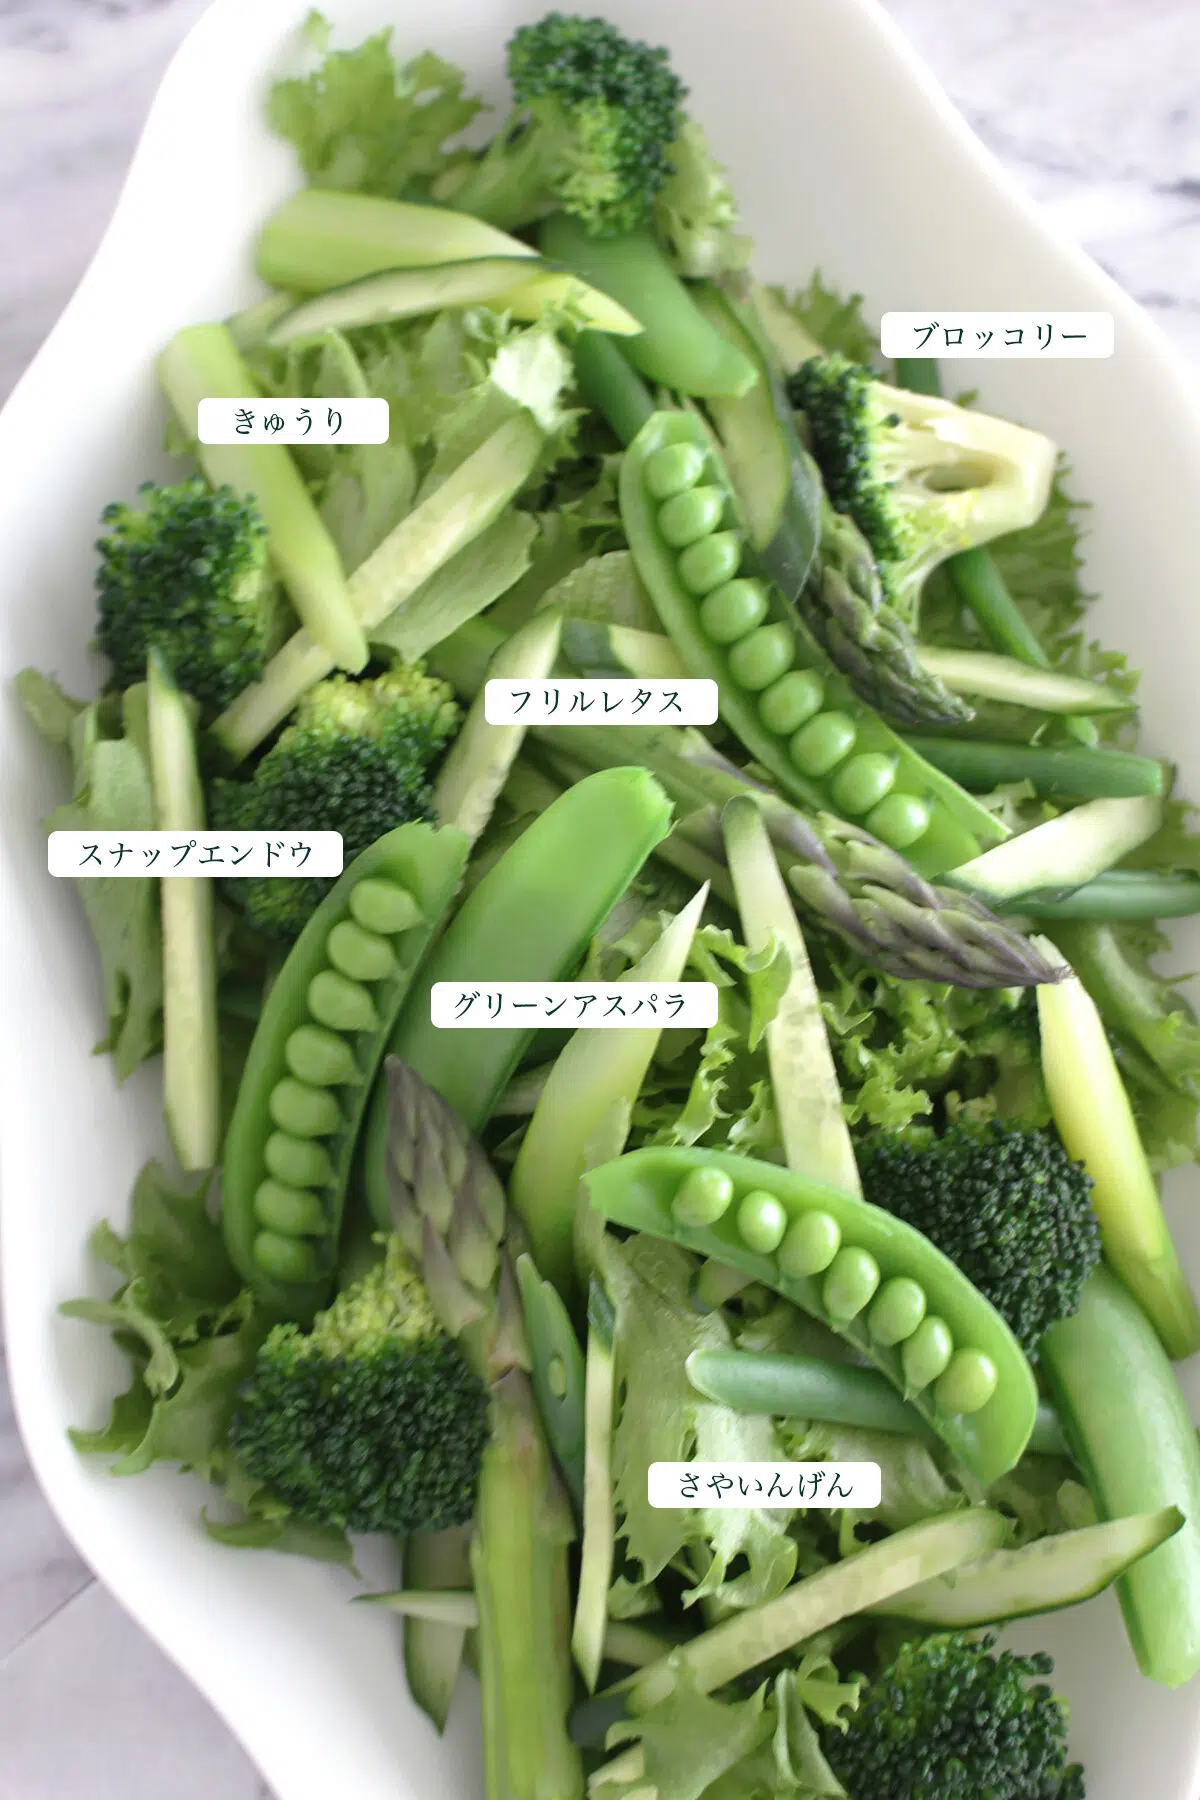 ブロッコリー
きゅうり
フリルレタス
スナップエンドウ
グリーンアスパラ
さやいんげん